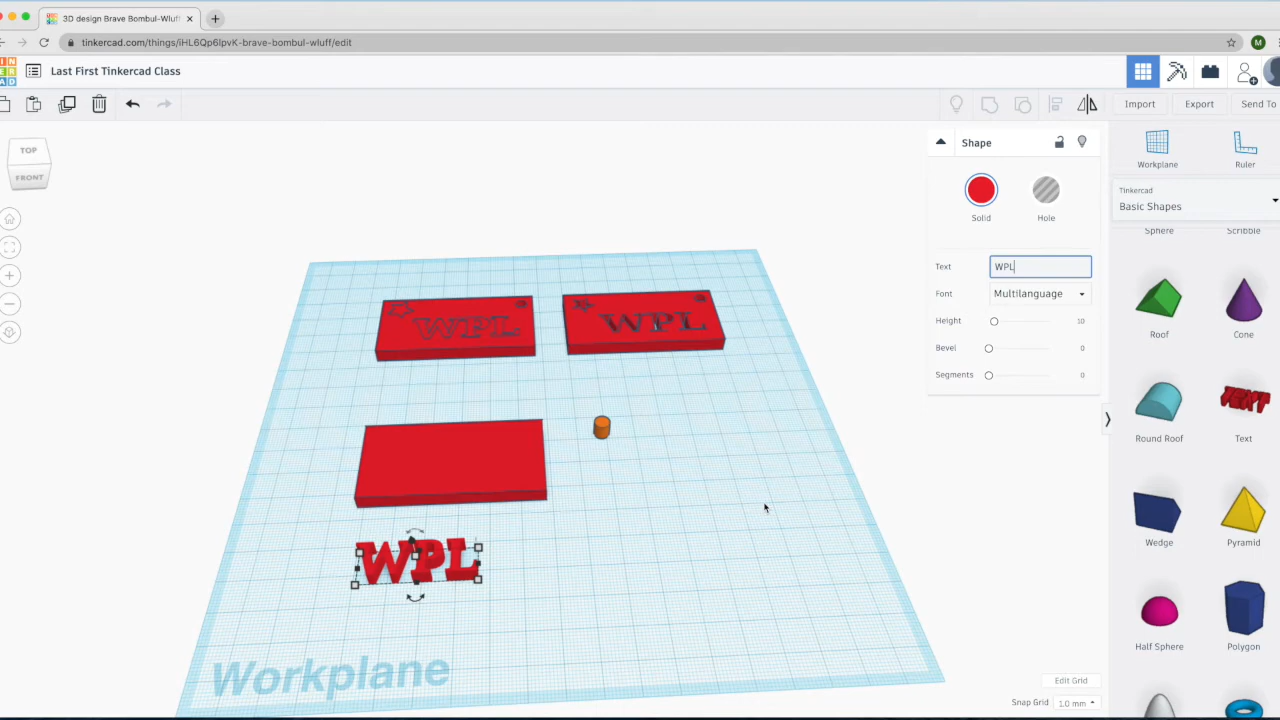 3D design Brave Bombul-Wluff
tinkercad.com/things/iHL6Qp6lpvK-brave-bombul-wluff/edit
M
Last First Tinkercad Class
Import
Export
Send To
TOP
FRONT
Shape
Solid
Hole
Text
WPL
Font
Multilanguage
Height
10
Bevel
0
Segments
0
Workplane
Ruler
Tinkercad
Basic Shapes
Sphere
Scribble
Roof
Cone
Round Roof
TEXT
Text
Wedge
Pyramid
Half Sphere
Polygon
WPL
WPL
WPL
Workplane
Edit Grid
Snap Grid
1.0 mm